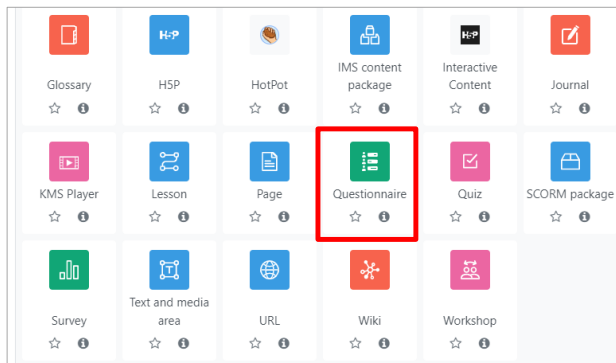 H5P
H5P
Glossary
H5P
HotPot
IMS content
package
Interactive
Content
Journal
KMS Player
Lesson
Page
Questionnaire
Quiz
SCORM package
Survey
Text and media
area
URL
Wiki
Workshop